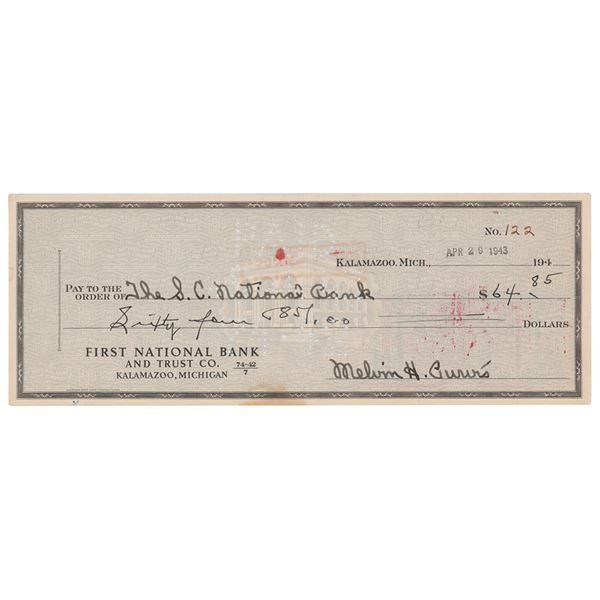 No. 122
KALAMAZOO, MICH., APR 29 1943 194
PAY TO THE ORDER OF The S. C. National Bank $64.85
Sixty four & 85/100 DOLLARS
FIRST NATIONAL BANK
AND TRUST CO. 74-42/7
KALAMAZOO, MICHIGAN
Melvin H. Purvis